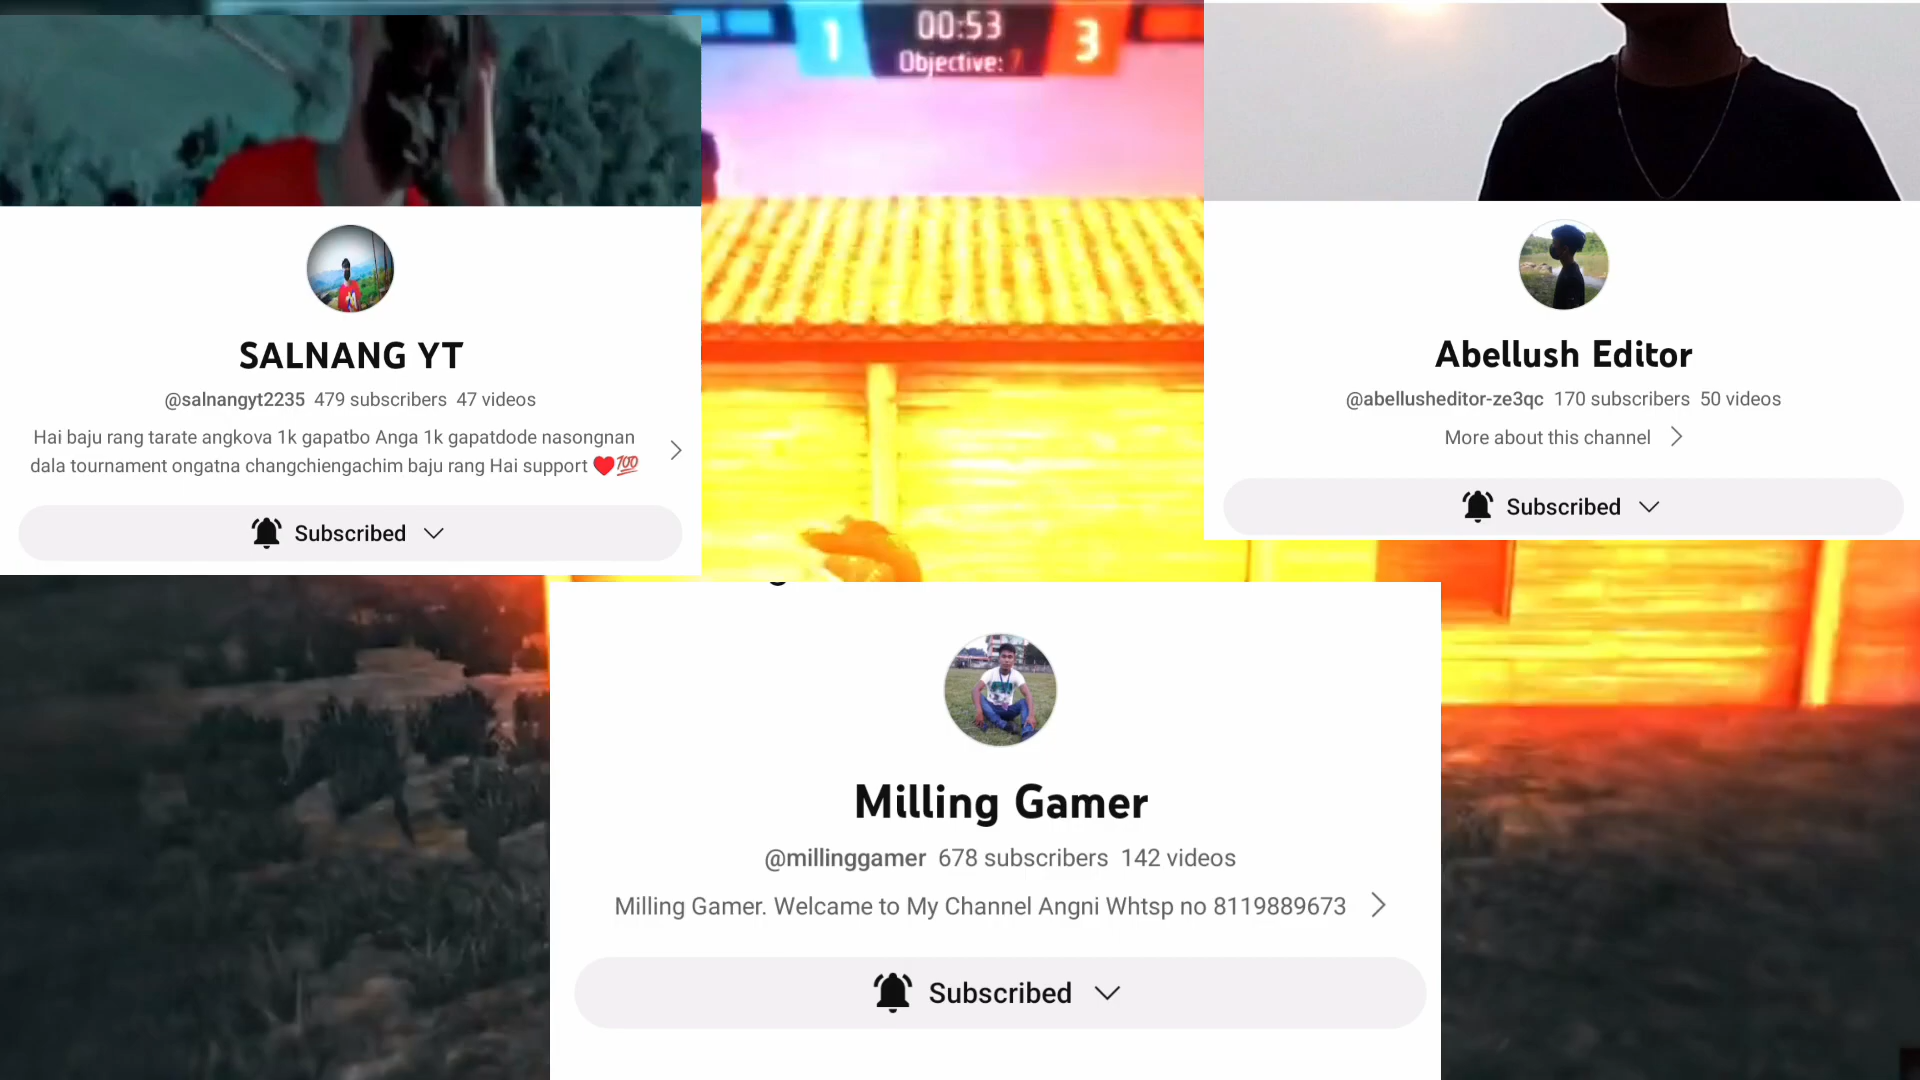 1
00:53
3
Objective: 7
SALNANG YT
@salnangyt2235 479 subscribers 47 videos
Hai baju rang tarate angkova 1k gapatbo Anga 1k gapatdode nasongnan
dala tournament ongatna changchiengachim baju rang Hai support ❤️💯
Subscribed
Abellush Editor
@abellusheditor-ze3qc 170 subscribers 50 videos
More about this channel
Subscribed
Milling Gamer
@millinggamer 678 subscribers 142 videos
Milling Gamer. Welcame to My Channel Angni Whtsp no 8119889673
Subscribed